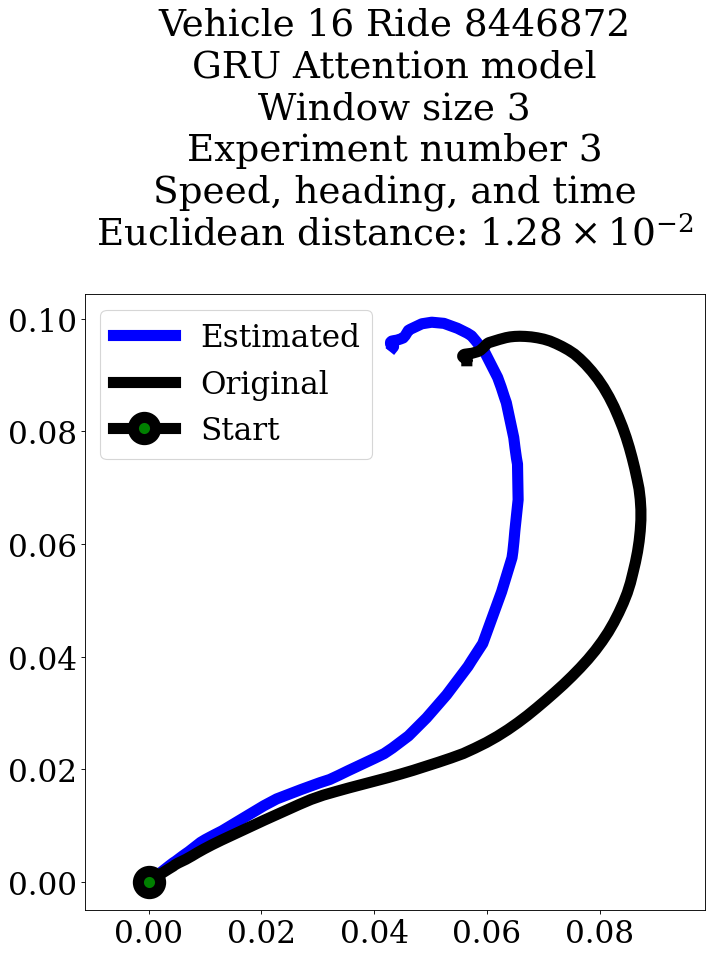 Vehicle 16 Ride 8446872
GRU Attention model
Window size 3
Experiment number 3
Speed, heading, and time
Euclidean distance: 1.28 × 10⁻²
Estimated
Original
Start
0.10
0.08
0.06
0.04
0.02
0.00
0.00 0.02 0.04 0.06 0.08